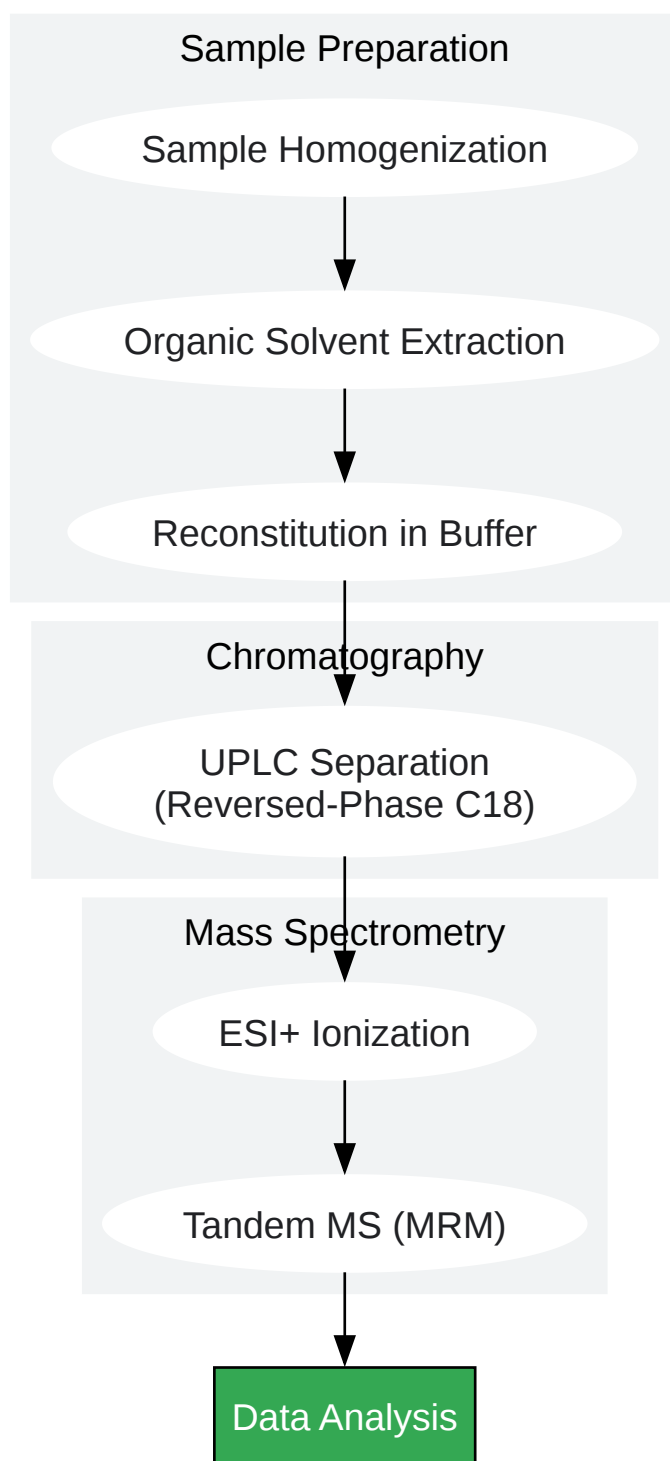 Sample Preparation
Sample Homogenization
Organic Solvent Extraction
Reconstitution in Buffer
Chromatography
UPLC Separation
(Reversed-Phase C18)
Mass Spectrometry
ESI+ Ionization
Tandem MS (MRM)
Data Analysis